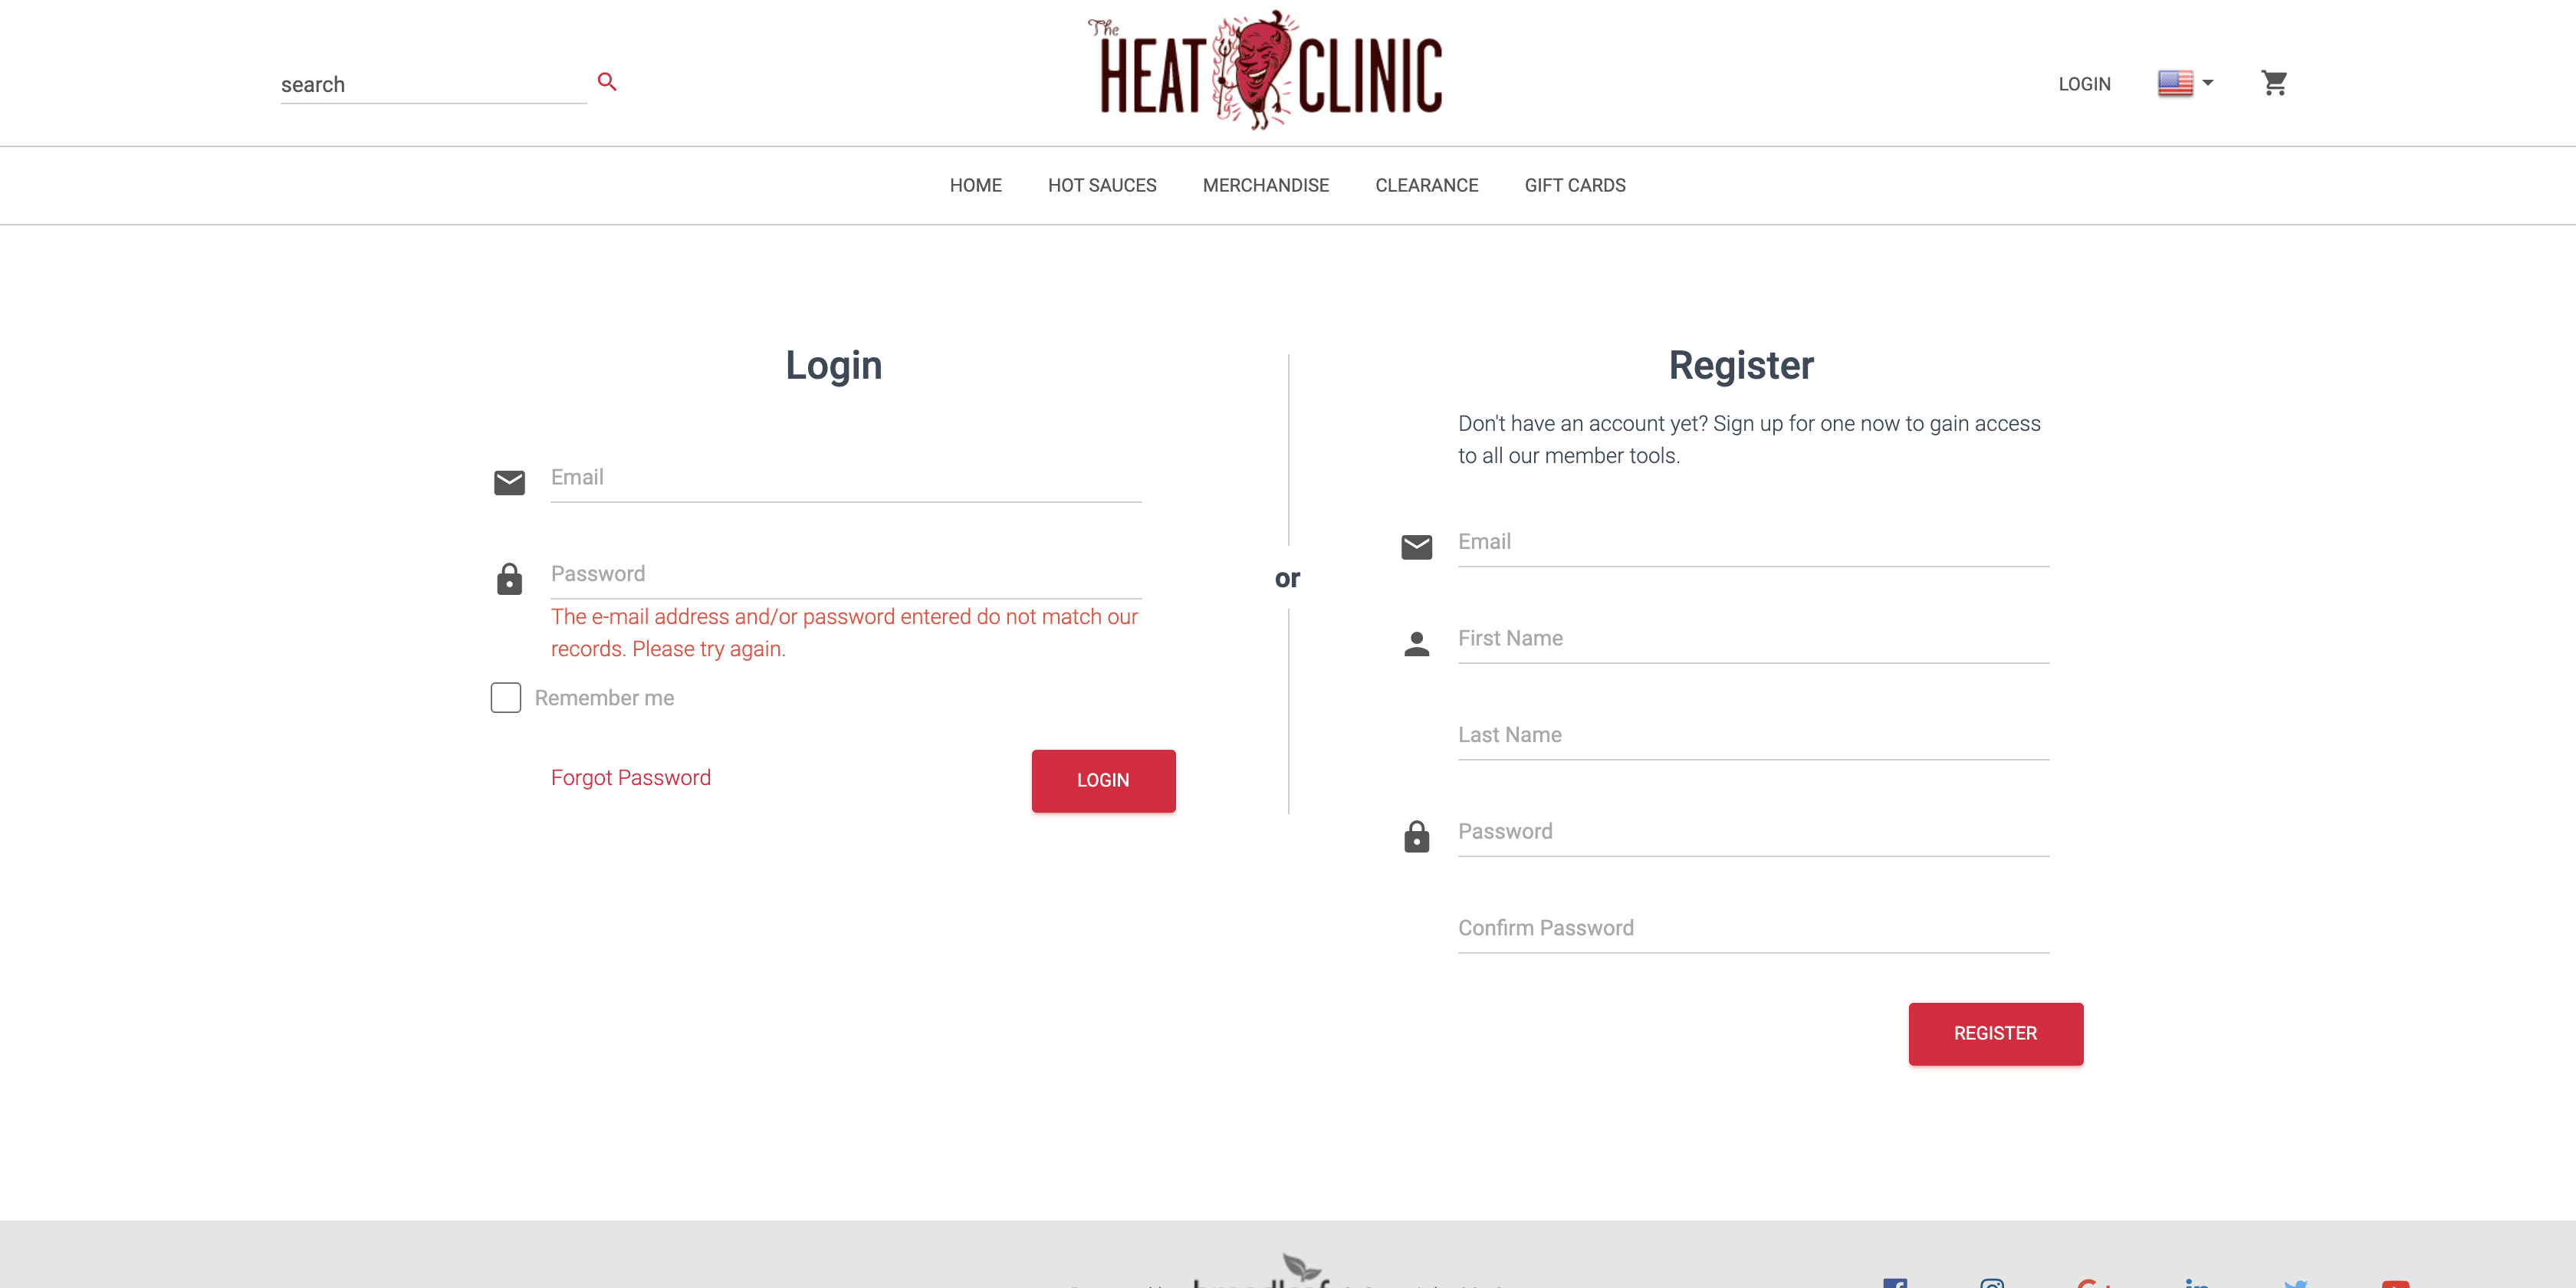 The
HEAT CLINIC
search
LOGIN
HOME HOT SAUCES MERCHANDISE CLEARANCE GIFT CARDS
Login
Email
Password
The e-mail address and/or password entered do not match our
records. Please try again.
Remember me
Forgot Password
LOGIN
or
Register
Don't have an account yet? Sign up for one now to gain access
to all our member tools.
Email
First Name
Last Name
Password
Confirm Password
REGISTER